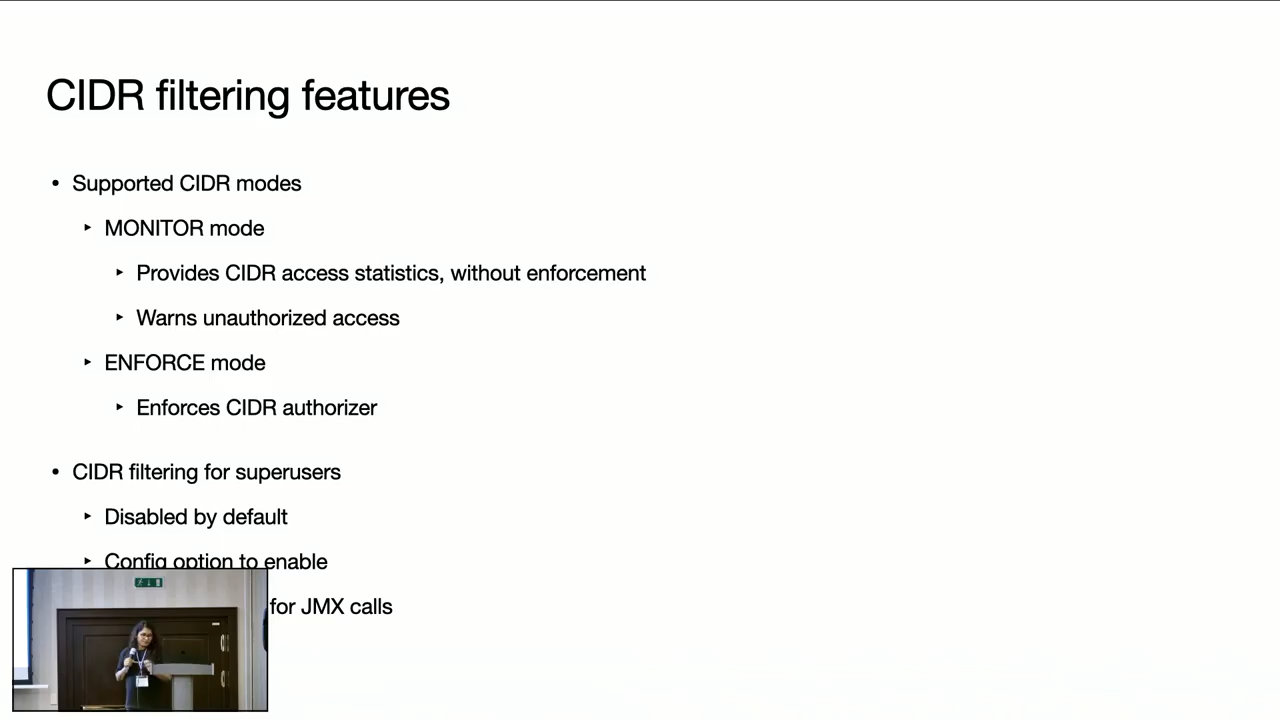 CIDR filtering features
• Supported CIDR modes
‣ MONITOR mode
‣ Provides CIDR access statistics, without enforcement
‣ Warns unauthorized access
‣ ENFORCE mode
‣ Enforces CIDR authorizer
• CIDR filtering for superusers
‣ Disabled by default
‣ Config option to enable
for JMX calls